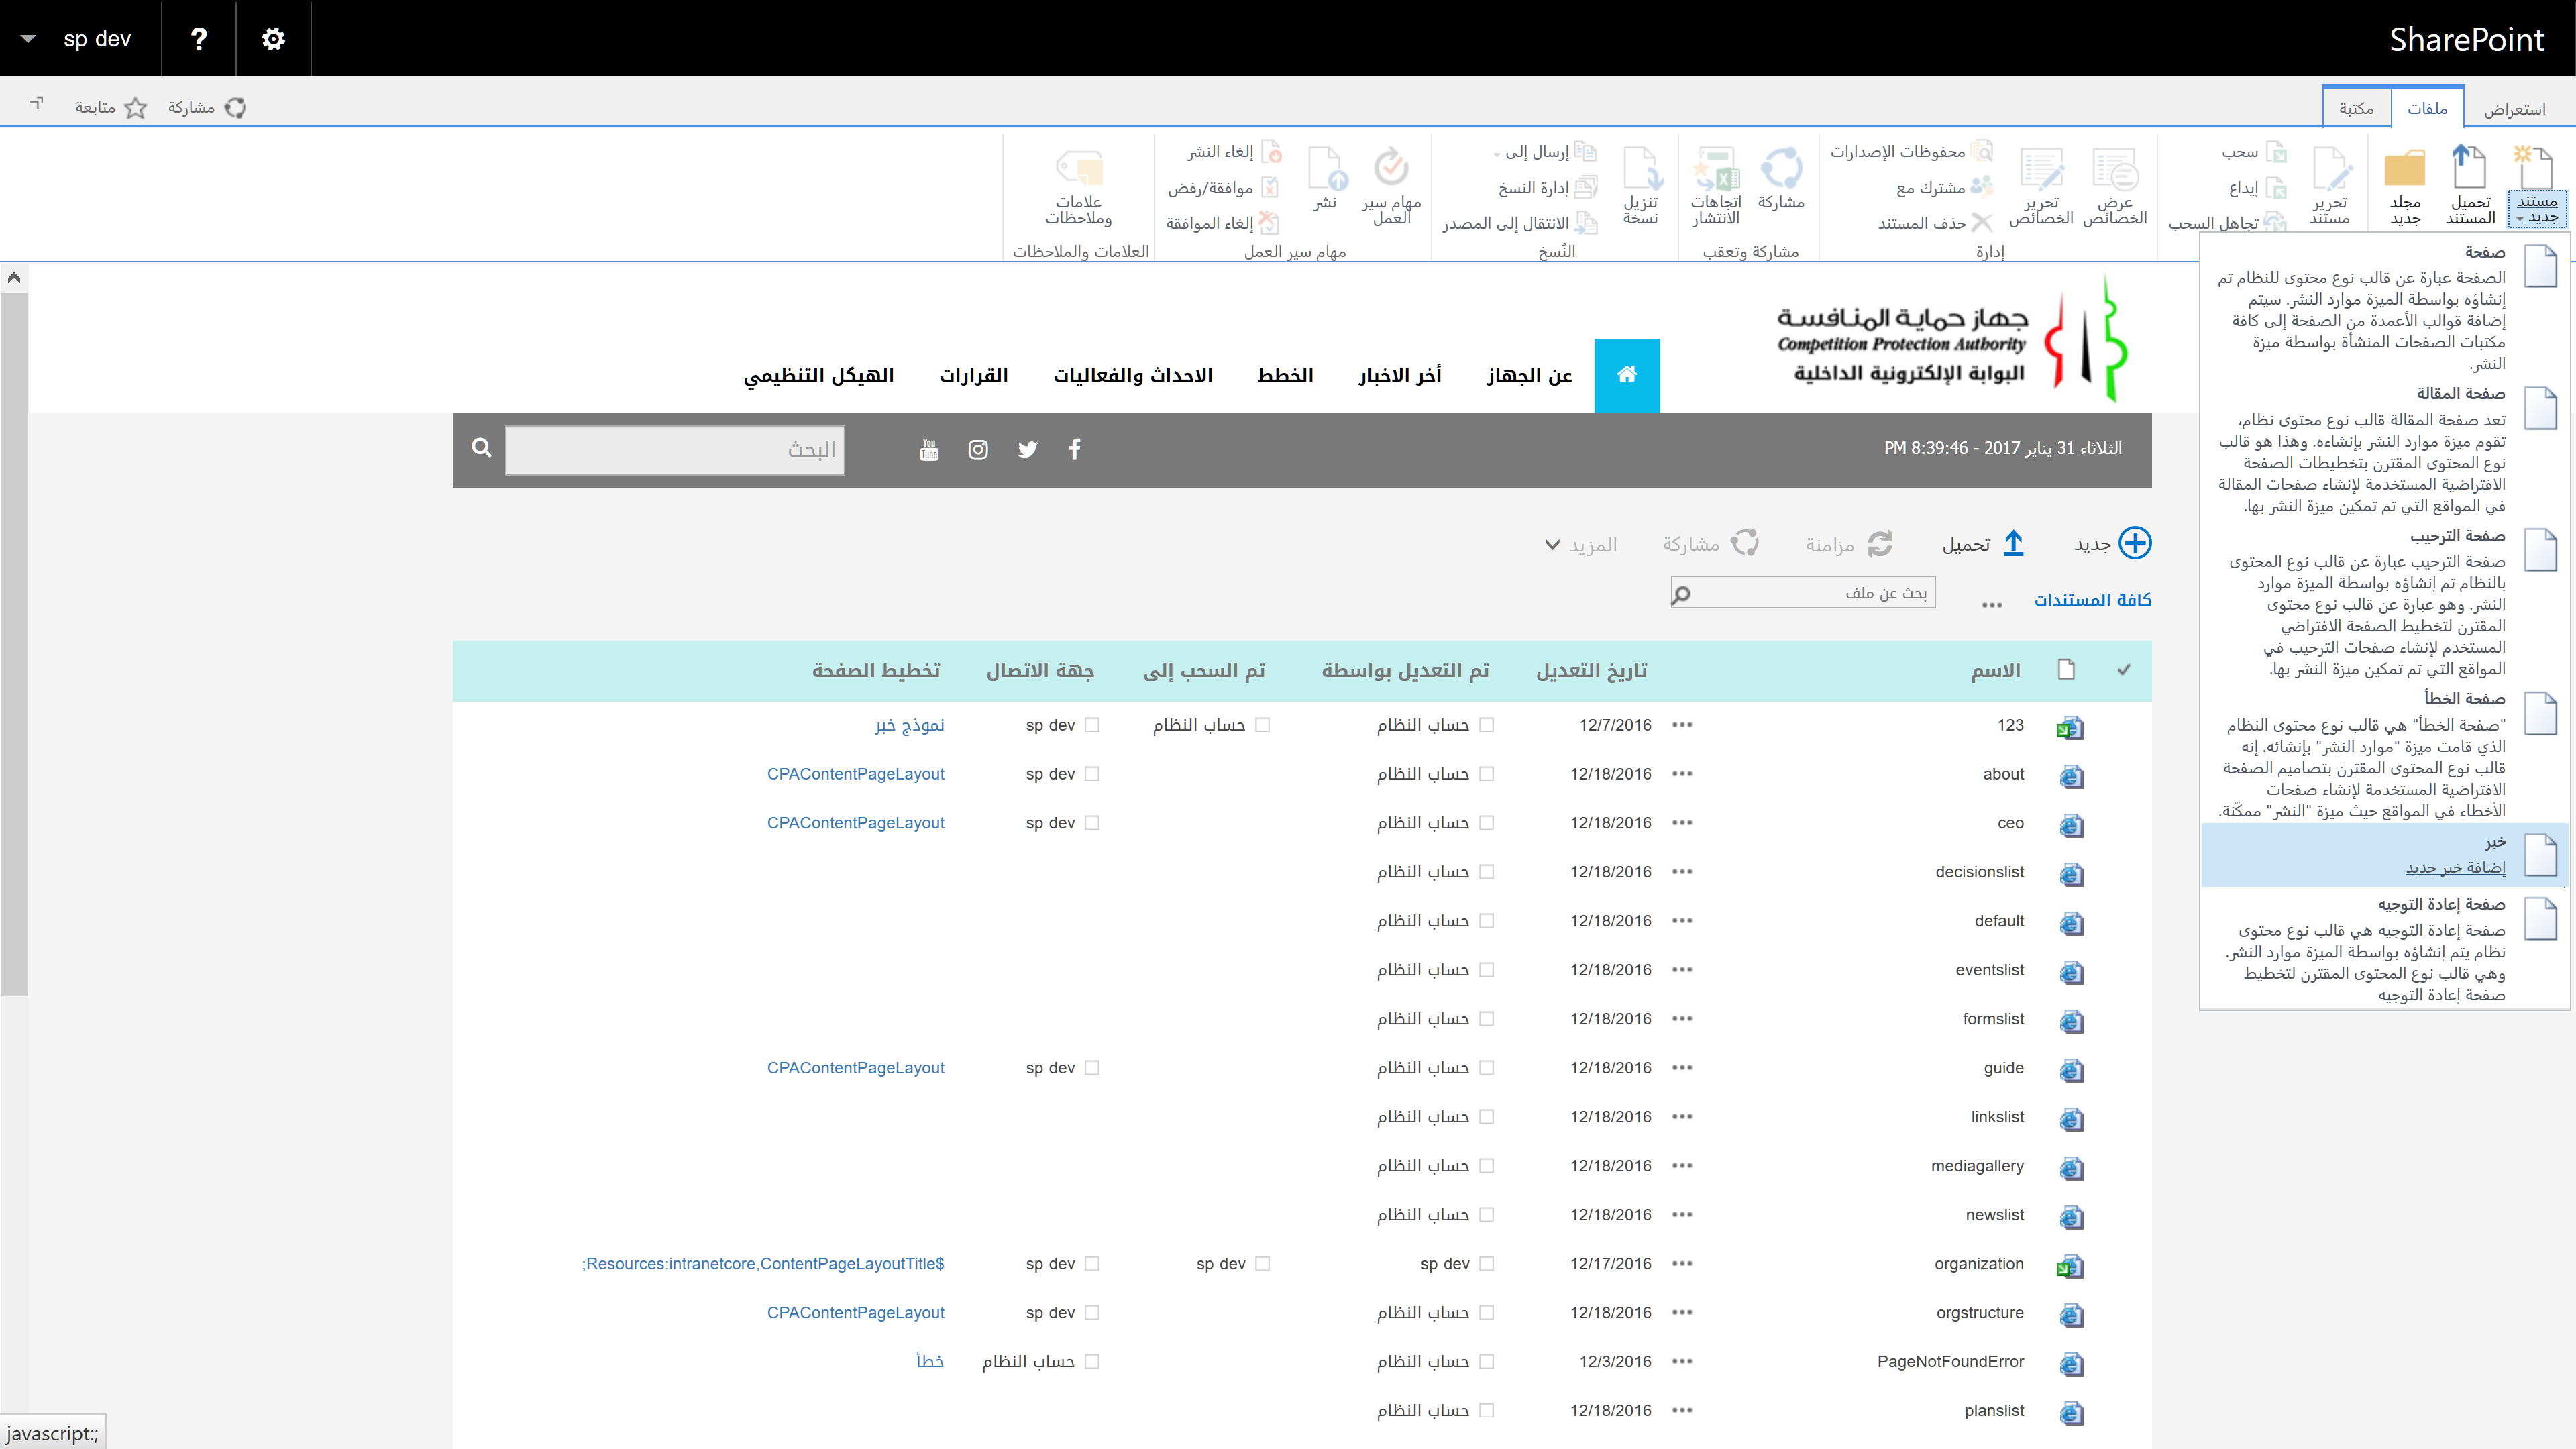 SharePoint
sp dev
استعراض
ملفات
مكتبة
مشاركة
متابعة
مستند
جديد
تحميل
المستند
مجلد
جديد
تحرير
مستند
سحب
إيداع
تجاهل السحب
عرض
الخصائص
تحرير
الخصائص
محفوظات الإصدارات
مشترك مع
حذف المستند
إدارة
مشاركة
اتجاهات
الانتشار
مشاركة وتعقب
تنزيل
نسخة
إرسال إلى
إدارة النسخ
الانتقال إلى المصدر
النُسَخ
مهام سير
العمل
نشر
إلغاء النشر
موافقة/رفض
إلغاء الموافقة
مهام سير العمل
علامات
وملاحظات
العلامات والملاحظات
صفحة
الصفحة عبارة عن قالب نوع محتوى للنظام تم
إنشاؤه بواسطة الميزة موارد النشر. سيتم
إضافة قوالب الأعمدة من الصفحة إلى كافة
مكتبات الصفحات المنشأة بواسطة ميزة
النشر.
صفحة المقالة
تعد صفحة المقالة قالب نوع محتوى نظام،
تقوم ميزة موارد النشر بإنشاءه. وهذا هو قالب
نوع المحتوى المقترن بتخطيطات الصفحة
الافتراضية المستخدمة لإنشاء صفحات المقالة
في المواقع التي تم تمكين ميزة النشر بها.
صفحة الترحيب
صفحة الترحيب عبارة عن قالب نوع المحتوى
بالنظام تم إنشاؤه بواسطة الميزة موارد
النشر. وهو عبارة عن قالب نوع محتوى
المقترن لتخطيط الصفحة الافتراضي
المستخدم لإنشاء صفحات الترحيب في
المواقع التي تم تمكين ميزة النشر بها.
صفحة الخطأ
"صفحة الخطأ" هي قالب نوع محتوى النظام
الذي قامت ميزة "موارد النشر" بإنشائه. إنه
قالب نوع المحتوى المقترن بتصاميم الصفحة
الافتراضية المستخدمة لإنشاء صفحات
الأخطاء في المواقع حيث ميزة "النشر" ممكّنة.
خبر
إضافة خبر جديد
صفحة إعادة التوجيه
صفحة إعادة التوجيه هي قالب نوع محتوى
نظام يتم إنشاؤه بواسطة الميزة موارد النشر.
وهي قالب نوع المحتوى المقترن لتخطيط
صفحة إعادة التوجيه
جهاز حماية المنافسة
Competition Protection Authority
البوابة الإلكترونية الداخلية
عن الجهاز
أخر الاخبار
الخطط
الاحداث والفعاليات
القرارات
الهيكل التنظيمي
الثلاثاء 31 يناير 2017 - 8:39:46 PM
You
Tube
البحث
جديد
تحميل
مزامنة
مشاركة
المزيد
كافة المستندات
بحث عن ملف
الاسم تاريخ التعديل تم التعديل بواسطة تم السحب إلى جهة الاتصال تخطيط الصفحة
123 12/7/2016 حساب النظام حساب النظام sp dev نموذج خبر
about 12/18/2016 حساب النظام sp dev CPAContentPageLayout
ceo 12/18/2016 حساب النظام sp dev CPAContentPageLayout
decisionslist 12/18/2016 حساب النظام
default 12/18/2016 حساب النظام
eventslist 12/18/2016 حساب النظام
formslist 12/18/2016 حساب النظام
guide 12/18/2016 حساب النظام sp dev CPAContentPageLayout
linkslist 12/18/2016 حساب النظام
mediagallery 12/18/2016 حساب النظام
newslist 12/18/2016 حساب النظام
organization 12/17/2016 sp dev sp dev sp dev ;Resources:intranetcore,ContentPageLayoutTitle$
orgstructure 12/18/2016 حساب النظام sp dev CPAContentPageLayout
PageNotFoundError 12/3/2016 حساب النظام حساب النظام خطأ
planslist 12/18/2016 حساب النظام
javascript:;